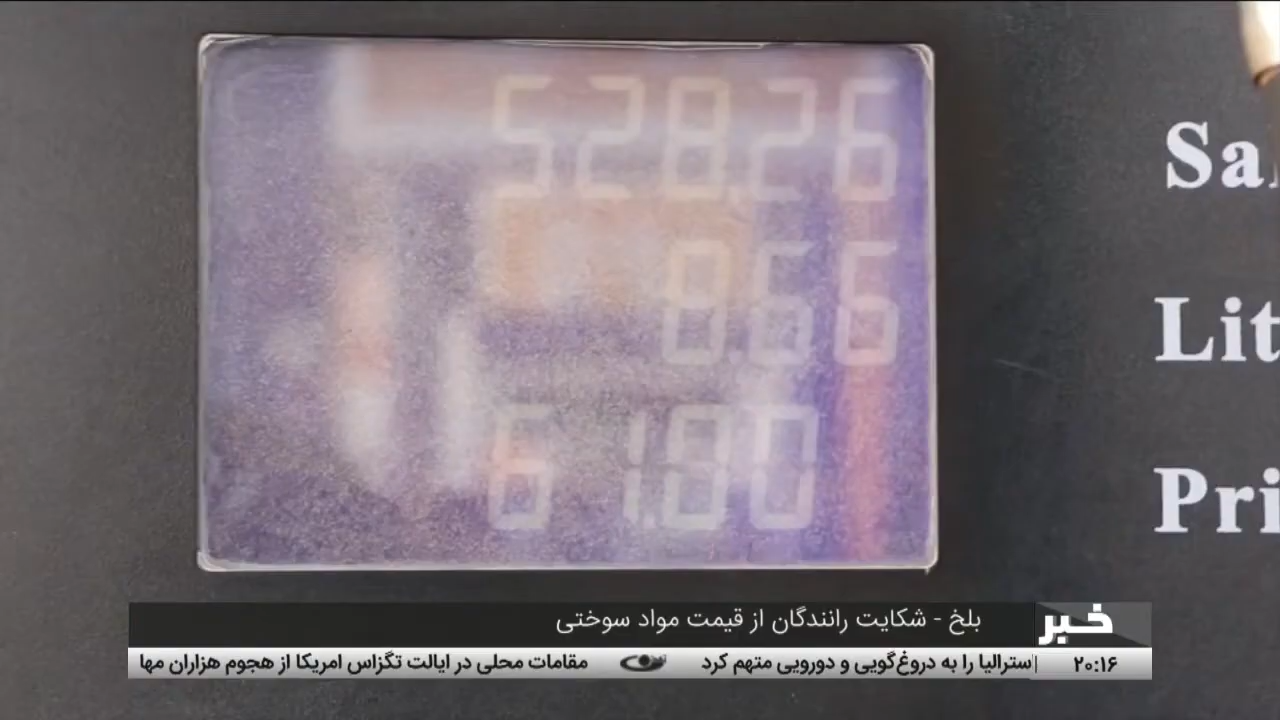 528.26
Sa
8.66
Lit
61.00
Pri
خبر
بلخ - شکایت رانندگان از قیمت مواد سوختی
۲۰:۱۶
استرالیا را به دروغ‌گویی و دورویی متهم کرد مقامات محلی در ایالت تگزاس امریکا از هجوم هزاران مها